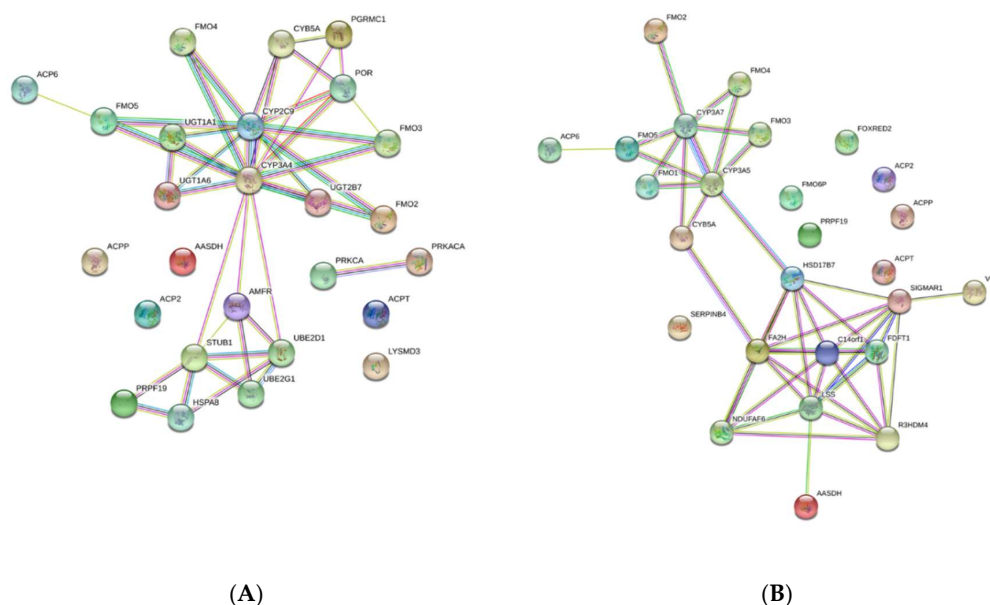 FMO4
CYB5A
PGRMC1
ACP6
POR
FMO5
CYP2C9
UGT1A1
FMO3
CYP3A4
UGT1A6
UGT2B7
FMO2
ACPP
AASDH
PRKCA
PRKACA
AMFR
ACP2
ACPT
UBE2D1
STUB1
LYSMD3
UBE2G1
PRPF19
HSPA8
(A)
FMO2
FMO4
CYP3A7
FMO3
FOXRED2
ACP6
FMO5
FMO1
CYP3A5
ACP2
FMO6P
ACPP
CYB5A
PRPF19
HSD17B7
ACPT
SIGMAR1
V
SERPINB4
FA2H
C14orf1
FDFT1
LSS
NDUFAF6
R3HDM4
AASDH
(B)